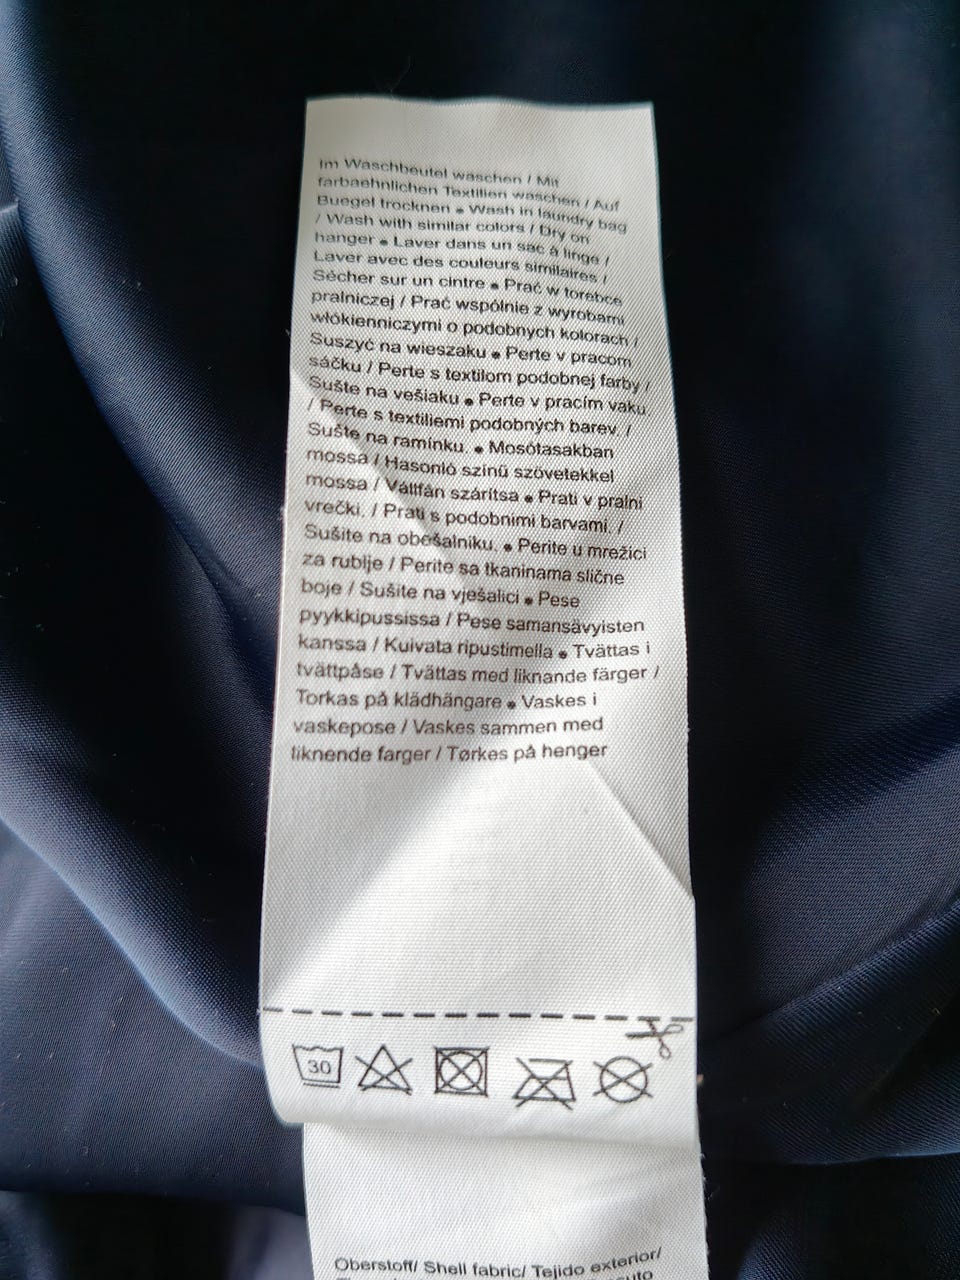 Im Waschbeutel waschen / Mit
farbaehnlichen Textilien waschen / Auf
Buegel trocknen • Wash in laundry bag
/ Wash with similar colors / Dry on
hanger • Laver dans un sac à linge /
Laver avec des couleurs similaires /
Sécher sur un cintre • Prać w torebce
pralniczej / Prać wspólnie z wyrobami
włókienniczymi o podobnych kolorach /
Suszyć na wieszaku • Perte v pracom
sáčku / Perte s textilom podobnej farby /
Sušte na vešiaku • Perte v pracím vaku
/ Perte s textiliemi podobných barev. /
Sušte na ramínku. • Mosótasakban
mossa / Hasonló színű szövetekkel
mossa / Vállfán szárítsa • Prati v pralni
vrečki. / Prati s podobnimi barvami. /
Sušite na obešalniku. • Perite u mrežici
za rublje / Perite sa tkaninama slične
boje / Sušite na vješalici • Pese
pyykkipussissa / Pese samansävyisten
kanssa / Kuivata ripustimella • Tvättas i
tvättpåse / Tvättas med liknande färger /
Torkas på klädhängare • Vaskes i
vaskepose / Vaskes sammen med
liknende farger / Tørkes på henger
30
Oberstoff/ Shell fabric/ Tejido exterior/